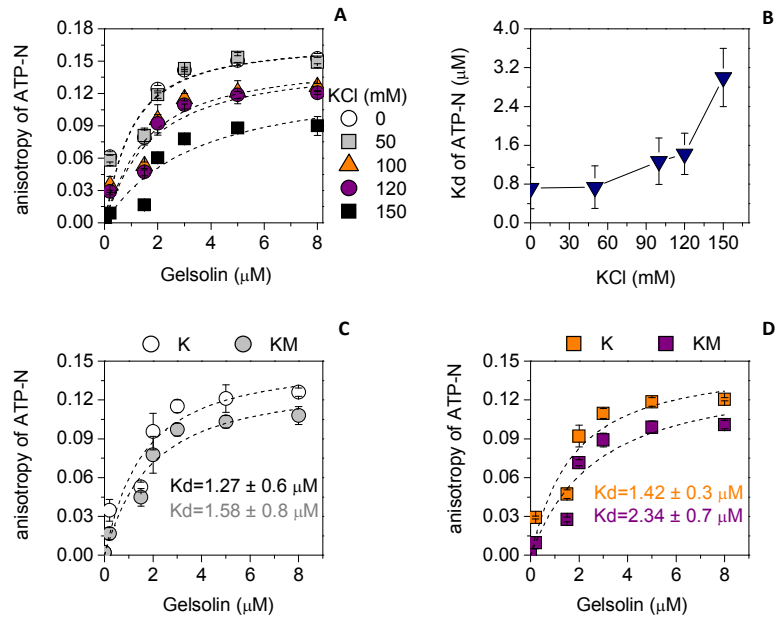 A
anisotropy of ATP-N
0.18
0.15
0.12
0.09
0.06
0.03
0.00
0 2 4 6 8
Gelsolin (μM)
KCl (mM)
0
50
100
120
150
B
Kd of ATP-N (μM)
4.0
3.2
2.4
1.6
0.8
0.0
0 30 60 90 120 150
KCl (mM)
C
K KM
anisotropy of ATP-N
0.15
0.12
0.09
0.06
0.03
0.00
Kd=1.27 ± 0.6 μM
Kd=1.58 ± 0.8 μM
0 2 4 6 8
Gelsolin (μM)
D
K KM
anisotropy of ATP-N
0.15
0.12
0.09
0.06
0.03
0.00
Kd=1.42 ± 0.3 μM
Kd=2.34 ± 0.7 μM
0 2 4 6 8
Gelsolin (μM)